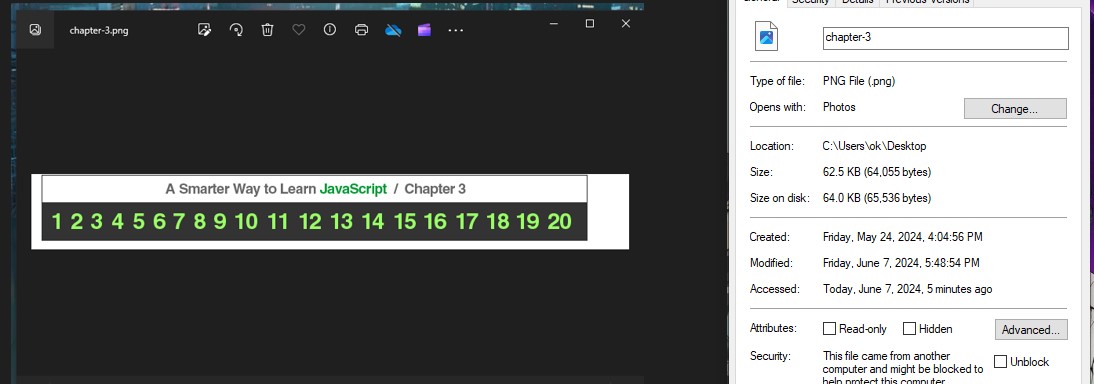 chapter-3.png
A Smarter Way to Learn JavaScript / Chapter 3
1 2 3 4 5 6 7 8 9 10 11 12 13 14 15 16 17 18 19 20
General Security Details Previous Versions
chapter-3
Type of file: PNG File (.png)
Opens with: Photos
Change...
Location: C:\Users\ok\Desktop
Size: 62.5 KB (64,055 bytes)
Size on disk: 64.0 KB (65,536 bytes)
Created: Friday, May 24, 2024, 4:04:56 PM
Modified: Friday, June 7, 2024, 5:48:54 PM
Accessed: Today, June 7, 2024, 5 minutes ago
Attributes: Read-only Hidden Advanced...
Security: This file came from another
computer and might be blocked to
help protect this computer.
Unblock